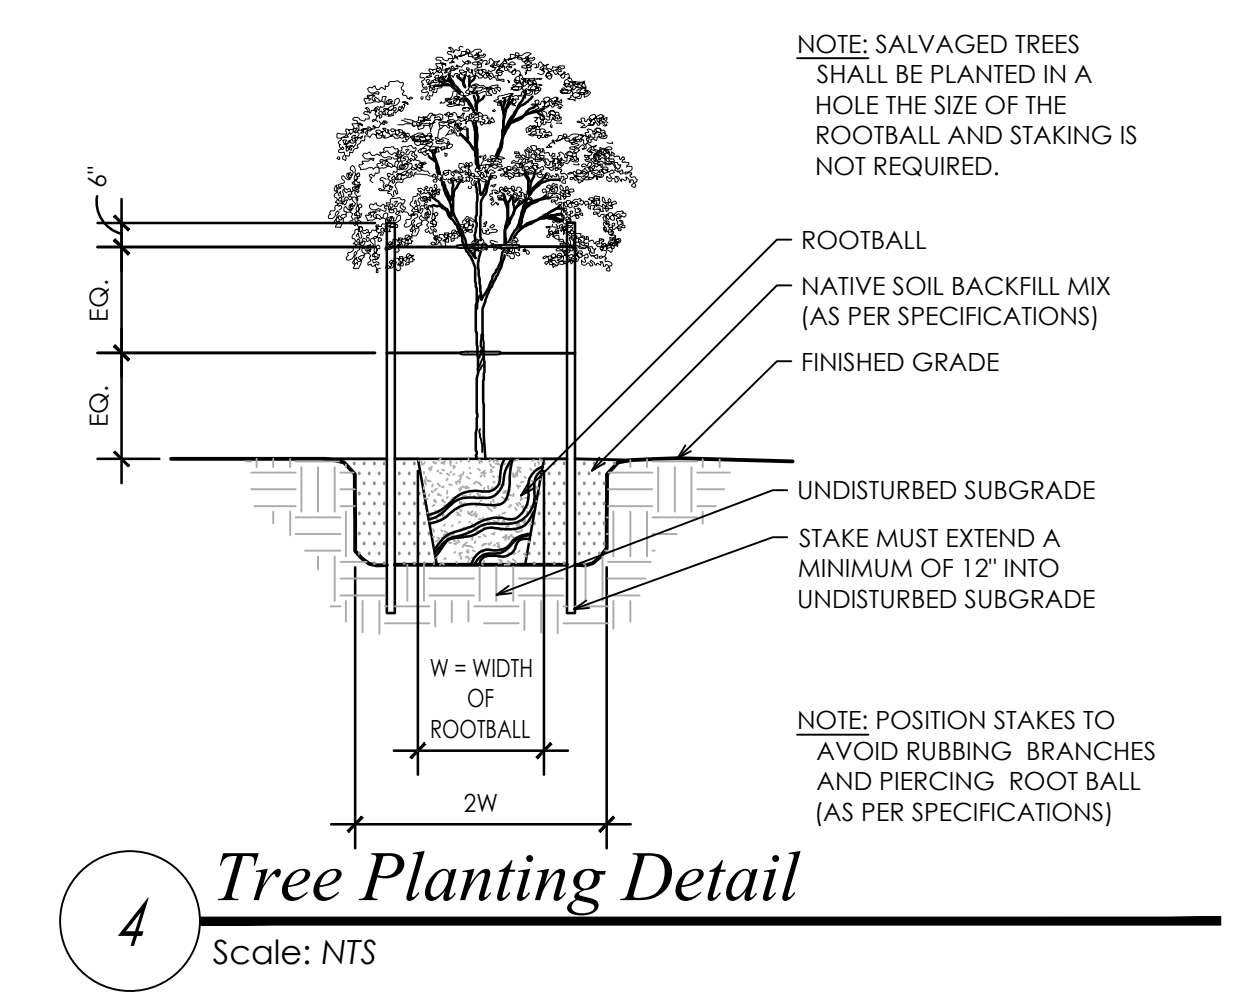 NOTE: SALVAGED TREES
SHALL BE PLANTED IN A
HOLE THE SIZE OF THE
ROOTBALL AND STAKING IS
NOT REQUIRED.
6"
EQ.
EQ.
ROOTBALL
NATIVE SOIL BACKFILL MIX
(AS PER SPECIFICATIONS)
FINISHED GRADE
UNDISTURBED SUBGRADE
STAKE MUST EXTEND A
MINIMUM OF 12" INTO
UNDISTURBED SUBGRADE
W = WIDTH
OF
ROOTBALL
2W
NOTE: POSITION STAKES TO
AVOID RUBBING BRANCHES
AND PIERCING ROOT BALL
(AS PER SPECIFICATIONS)
4
Tree Planting Detail
Scale: NTS